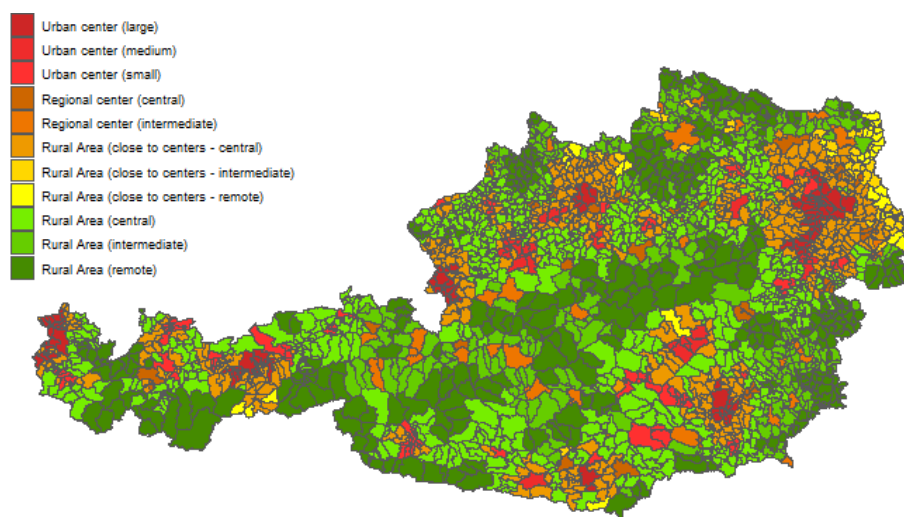 Urban center (large)
Urban center (medium)
Urban center (small)
Regional center (central)
Regional center (intermediate)
Rural Area (close to centers - central)
Rural Area (close to centers - intermediate)
Rural Area (close to centers - remote)
Rural Area (central)
Rural Area (intermediate)
Rural Area (remote)